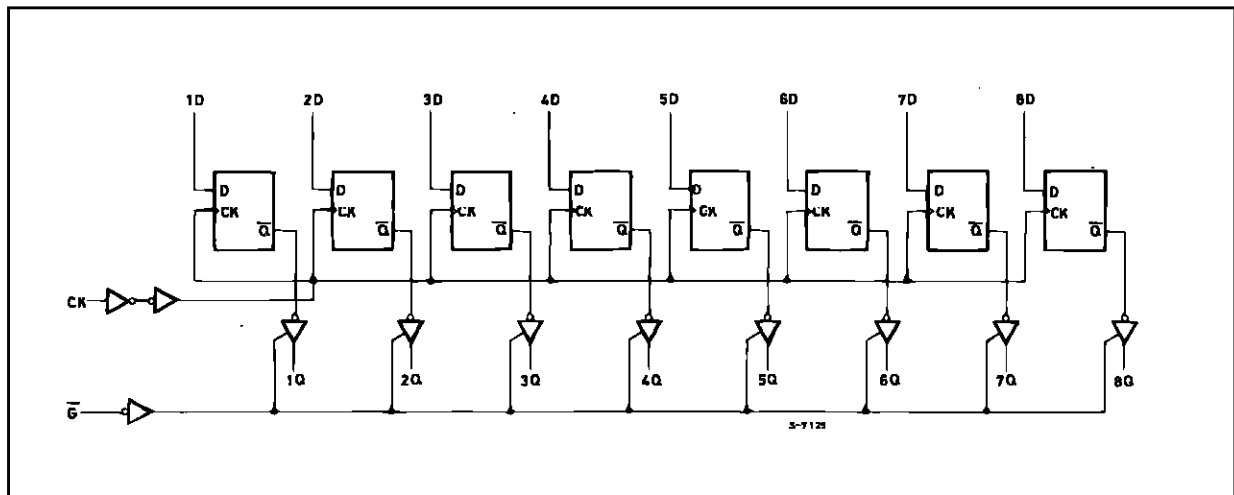 1D 2D 3D 4D 5D 6D 7D 8D
D D D D D D D D
CK CK CK CK CK CK CK CK
Q̅ Q̅ Q̅ Q̅ Q̅ Q̅ Q̅ Q̅
CK
1Q 2Q 3Q 4Q 5Q 6Q 7Q 8Q
G̅
S-7125